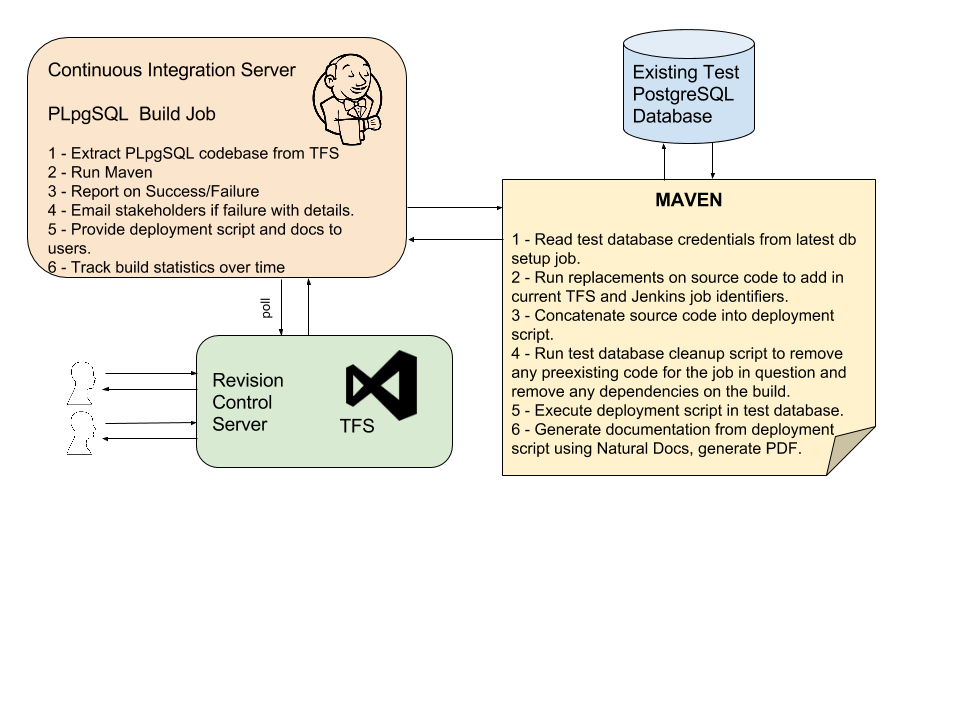 Continuous Integration Server
PLpgSQL Build Job
1 - Extract PLpgSQL codebase from TFS
2 - Run Maven
3 - Report on Success/Failure
4 - Email stakeholders if failure with details.
5 - Provide deployment script and docs to
users.
6 - Track build statistics over time
Existing Test
PostgreSQL
Database
MAVEN
1 - Read test database credentials from latest db
setup job.
2 - Run replacements on source code to add in
current TFS and Jenkins job identifiers.
3 - Concatenate source code into deployment
script.
4 - Run test database cleanup script to remove
any preexisting code for the job in question and
remove any dependencies on the build.
5 - Execute deployment script in test database.
6 - Generate documentation from deployment
script using Natural Docs, generate PDF.
poll
Revision
Control
Server
TFS